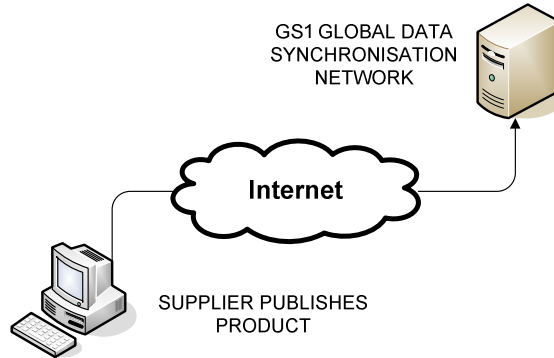 GS1 GLOBAL DATA
SYNCHRONISATION
NETWORK
Internet
SUPPLIER PUBLISHES
PRODUCT